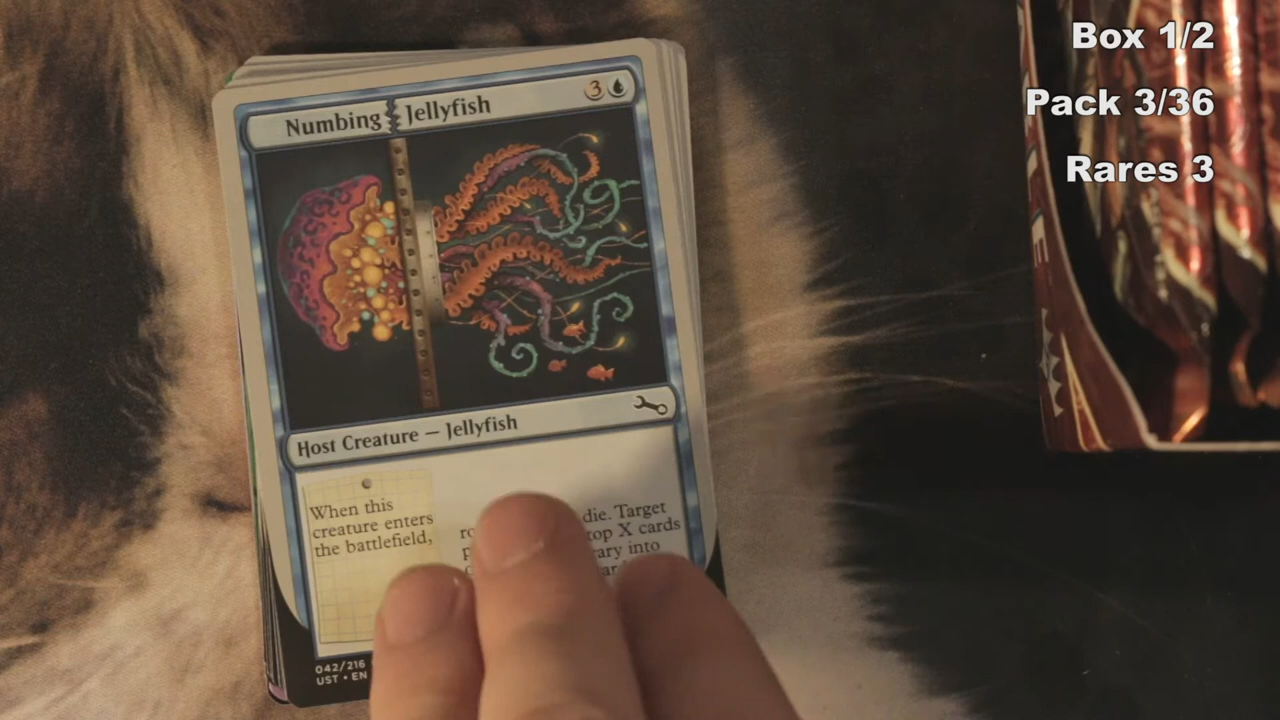 Box 1/2
Pack 3/36
Rares 3
Numbing Jellyfish
3
Host Creature — Jellyfish
When this
creature enters
the battlefield,
die. Target
top X cards
into
042/216
UST • EN